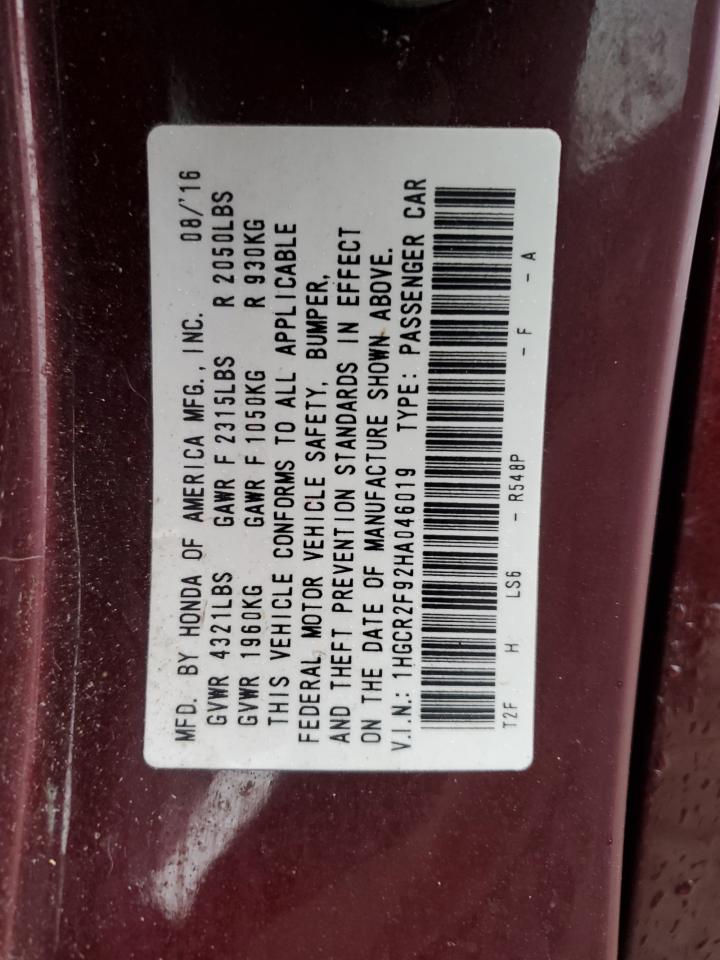 MFD. BY HONDA OF AMERICA MFG., INC. 08/'16
GVWR 4321LBS GAWR F 2315LBS R 2050LBS
GVWR 1960KG GAWR F 1050KG R 930KG
THIS VEHICLE CONFORMS TO ALL APPLICABLE
FEDERAL MOTOR VEHICLE SAFETY, BUMPER,
AND THEFT PREVENTION STANDARDS IN EFFECT
ON THE DATE OF MANUFACTURE SHOWN ABOVE.
V.I.N.: 1HGCR2F92HA046019 TYPE: PASSENGER CAR
T2F H LS6 - R548P - F - A